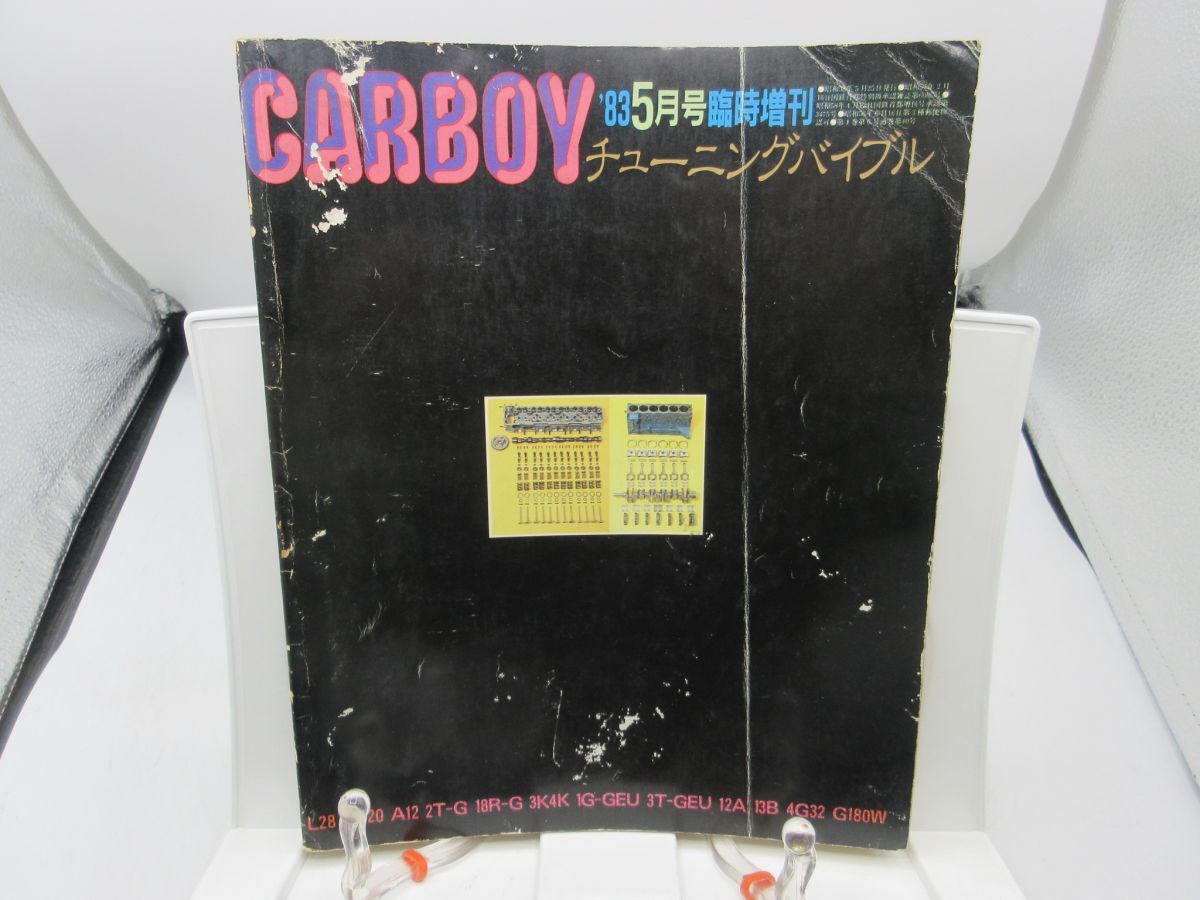 CARBOY
'83 5月号臨時増刊
チューニングバイブル
L28 20 A12 2T-G 18R-G 3K4K 1G-GEU 3T-GEU 12A 13B 4G32 G180W